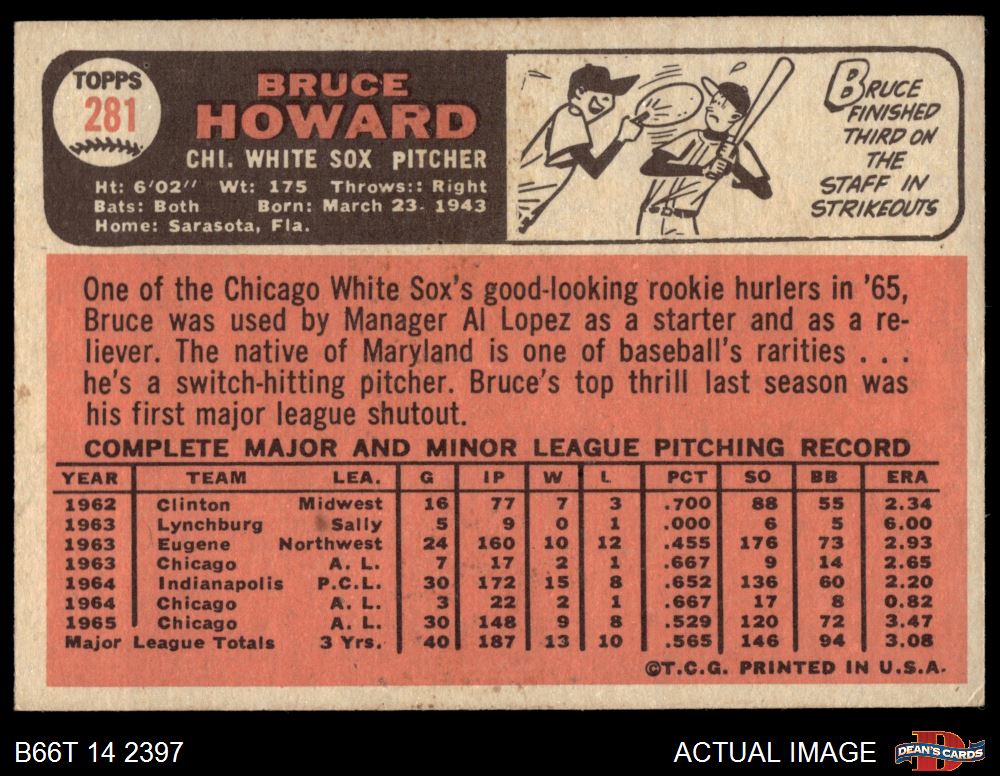 TOPPS
281
BRUCE
HOWARD
CHI. WHITE SOX PITCHER
Ht: 6'02" Wt: 175 Throws:: Right
Bats: Both Born: March 23. 1943
Home: Sarasota, Fla.
BRUCE
FINISHED
THIRD ON
THE
STAFF IN
STRIKEOUTS
One of the Chicago White Sox's good-looking rookie hurlers in '65,
Bruce was used by Manager Al Lopez as a starter and as a re-
liever. The native of Maryland is one of baseball's rarities . . .
he's a switch-hitting pitcher. Bruce's top thrill last season was
his first major league shutout.
COMPLETE MAJOR AND MINOR LEAGUE PITCHING RECORD
YEAR TEAM LEA. G IP W L PCT SO BB ERA
1962 Clinton Midwest 16 77 7 3 .700 88 55 2.34
1963 Lynchburg Sally 5 9 0 1 .000 6 5 6.00
1963 Eugene Northwest 24 160 10 12 .455 176 73 2.93
1963 Chicago A. L. 7 17 2 1 .667 9 14 2.65
1964 Indianapolis P.C.L. 30 172 15 8 .652 136 60 2.20
1964 Chicago A. L. 3 22 2 1 .667 17 8 0.82
1965 Chicago A. L. 30 148 9 8 .529 120 72 3.47
Major League Totals 3 Yrs. 40 187 13 10 .565 146 94 3.08
©T.C.G. PRINTED IN U.S.A.
B66T 14 2397
ACTUAL IMAGE
DEAN'S CARDS